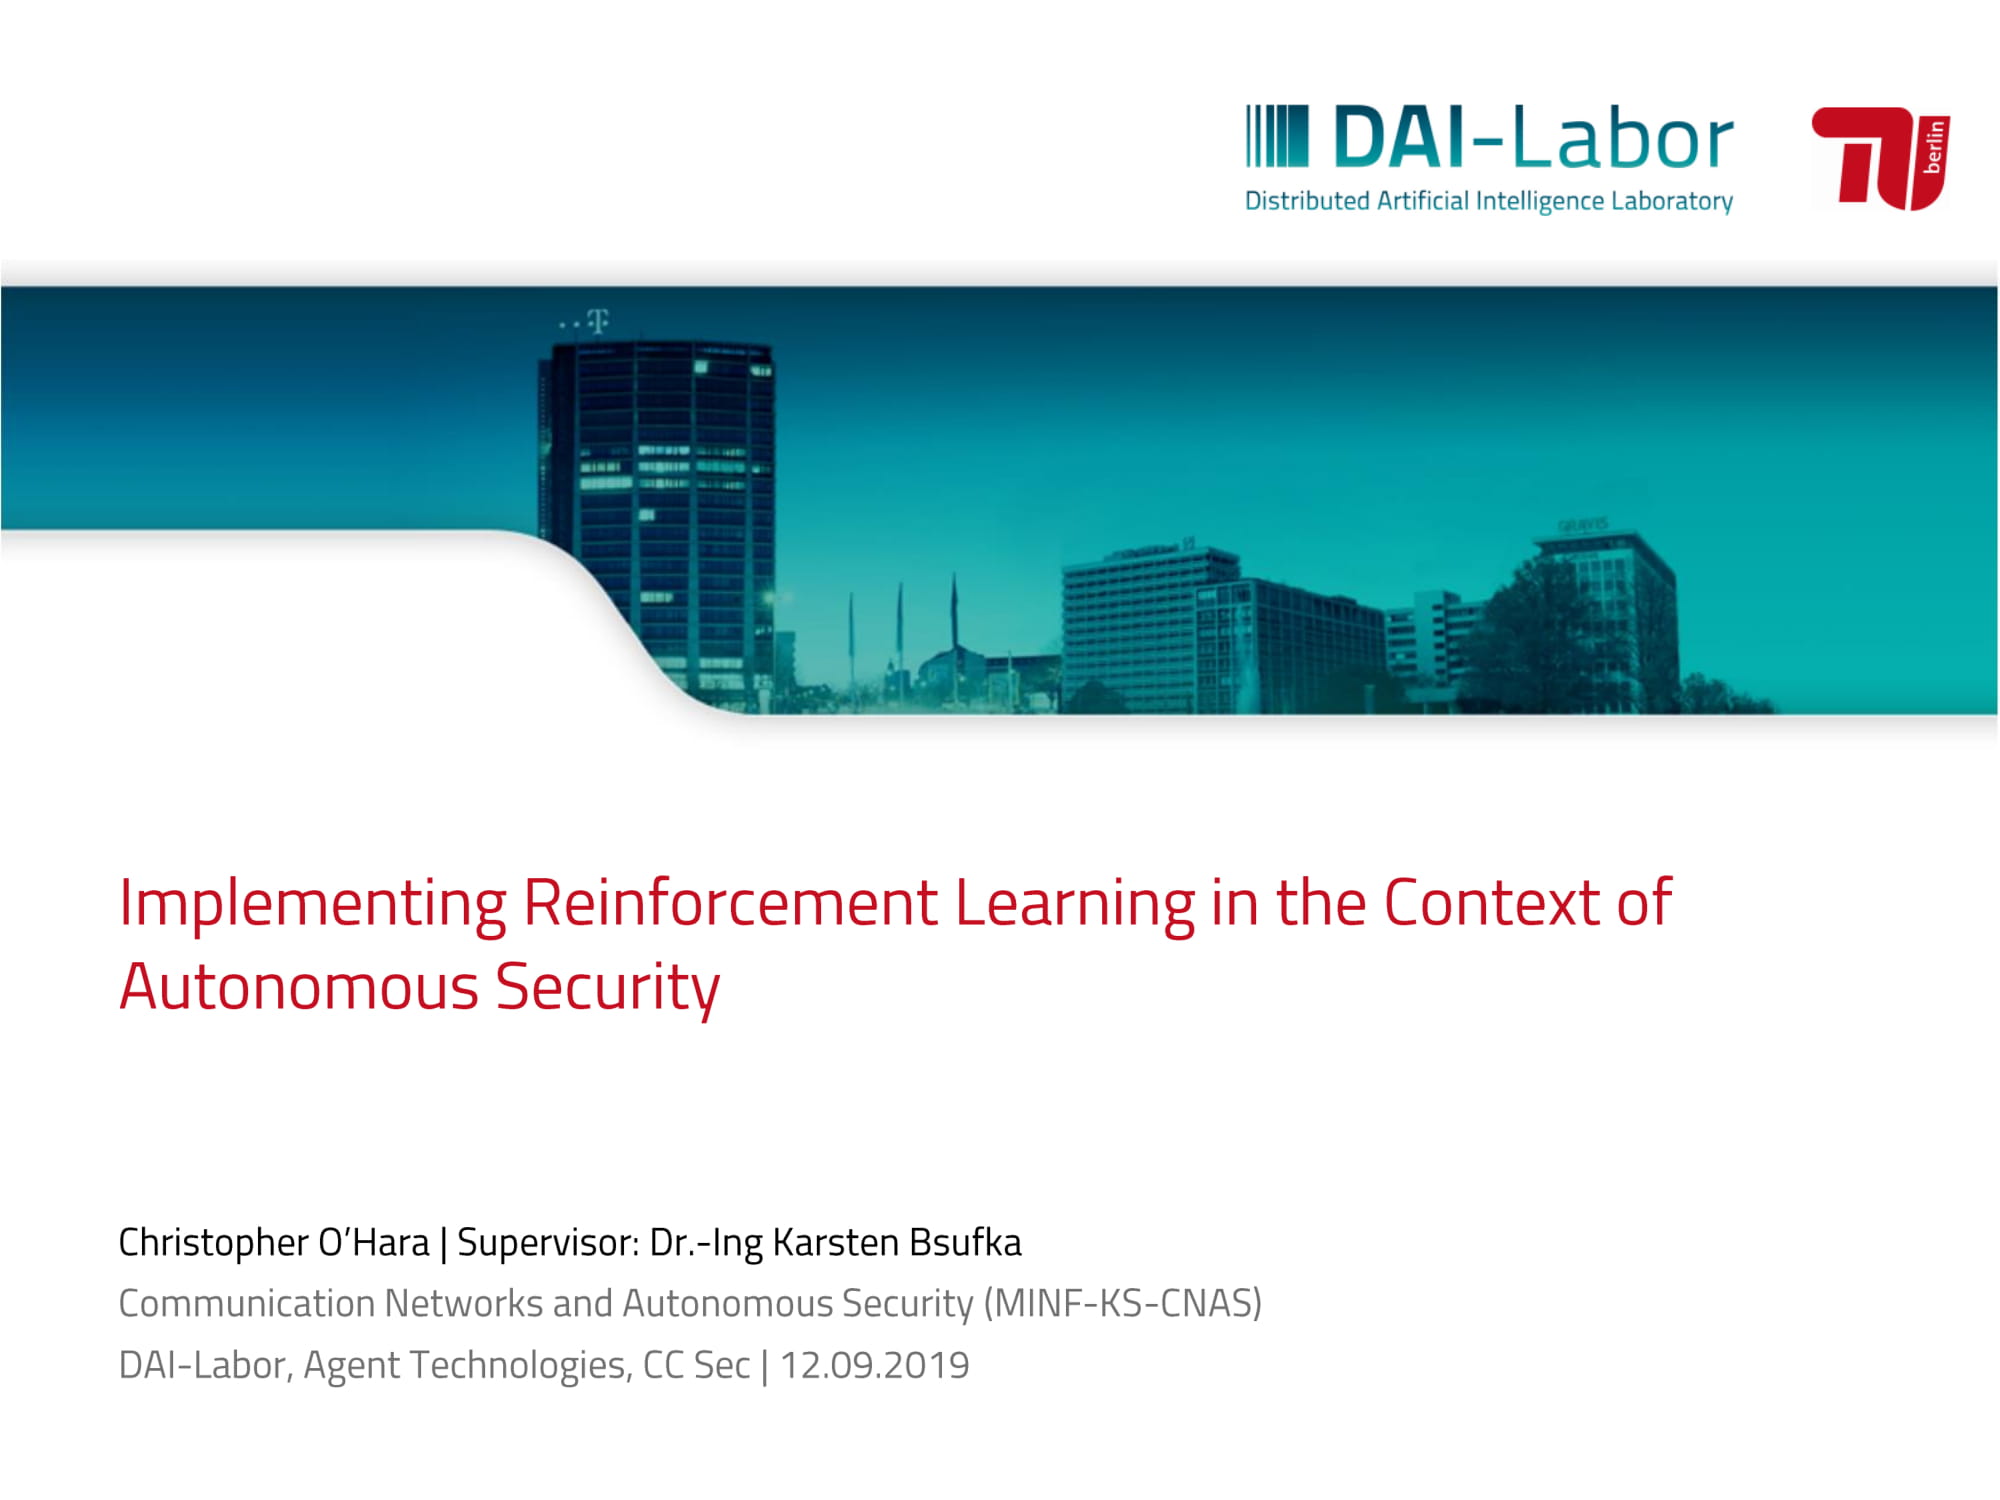 DAI-Labor
Distributed Artificial Intelligence Laboratory
berlin
GRAVIS
Implementing Reinforcement Learning in the Context of
Autonomous Security
Christopher O’Hara | Supervisor: Dr.-Ing Karsten Bsufka
Communication Networks and Autonomous Security (MINF-KS-CNAS)
DAI-Labor, Agent Technologies, CC Sec | 12.09.2019